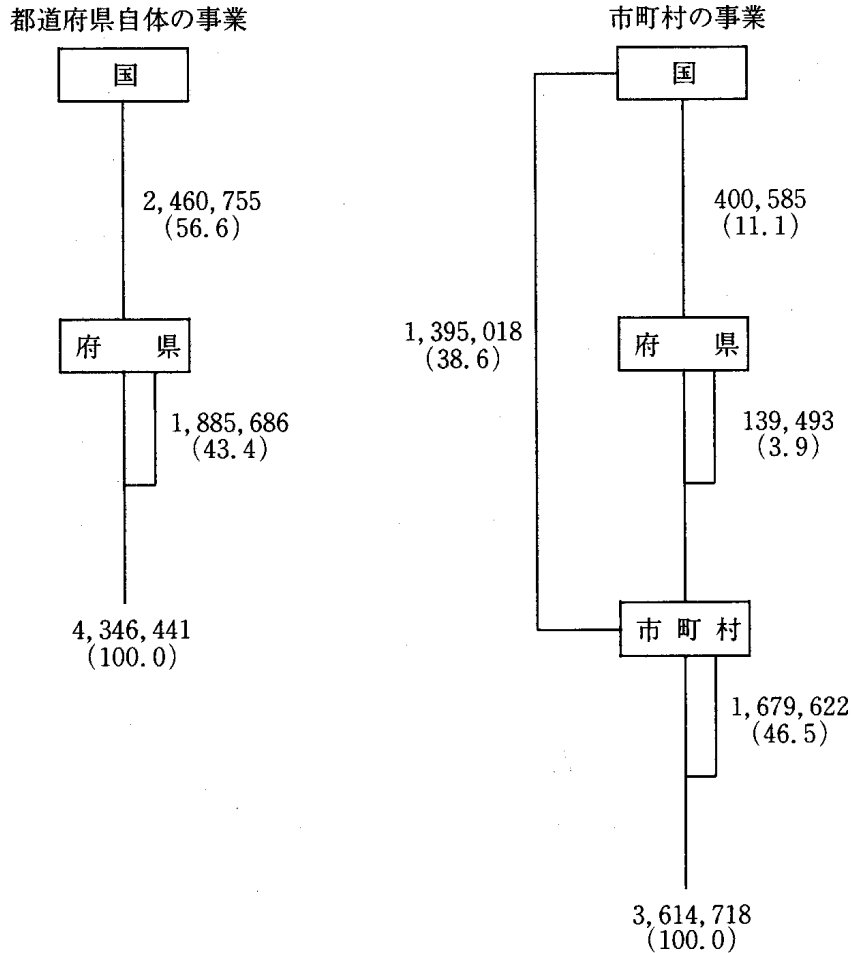 都道府県自体の事業
国
2,460,755
(56.6)
府 県
1,885,686
(43.4)
4,346,441
(100.0)
市町村の事業
国
400,585
(11.1)
1,395,018
(38.6)
府 県
139,493
(3.9)
市町村
1,679,622
(46.5)
3,614,718
(100.0)